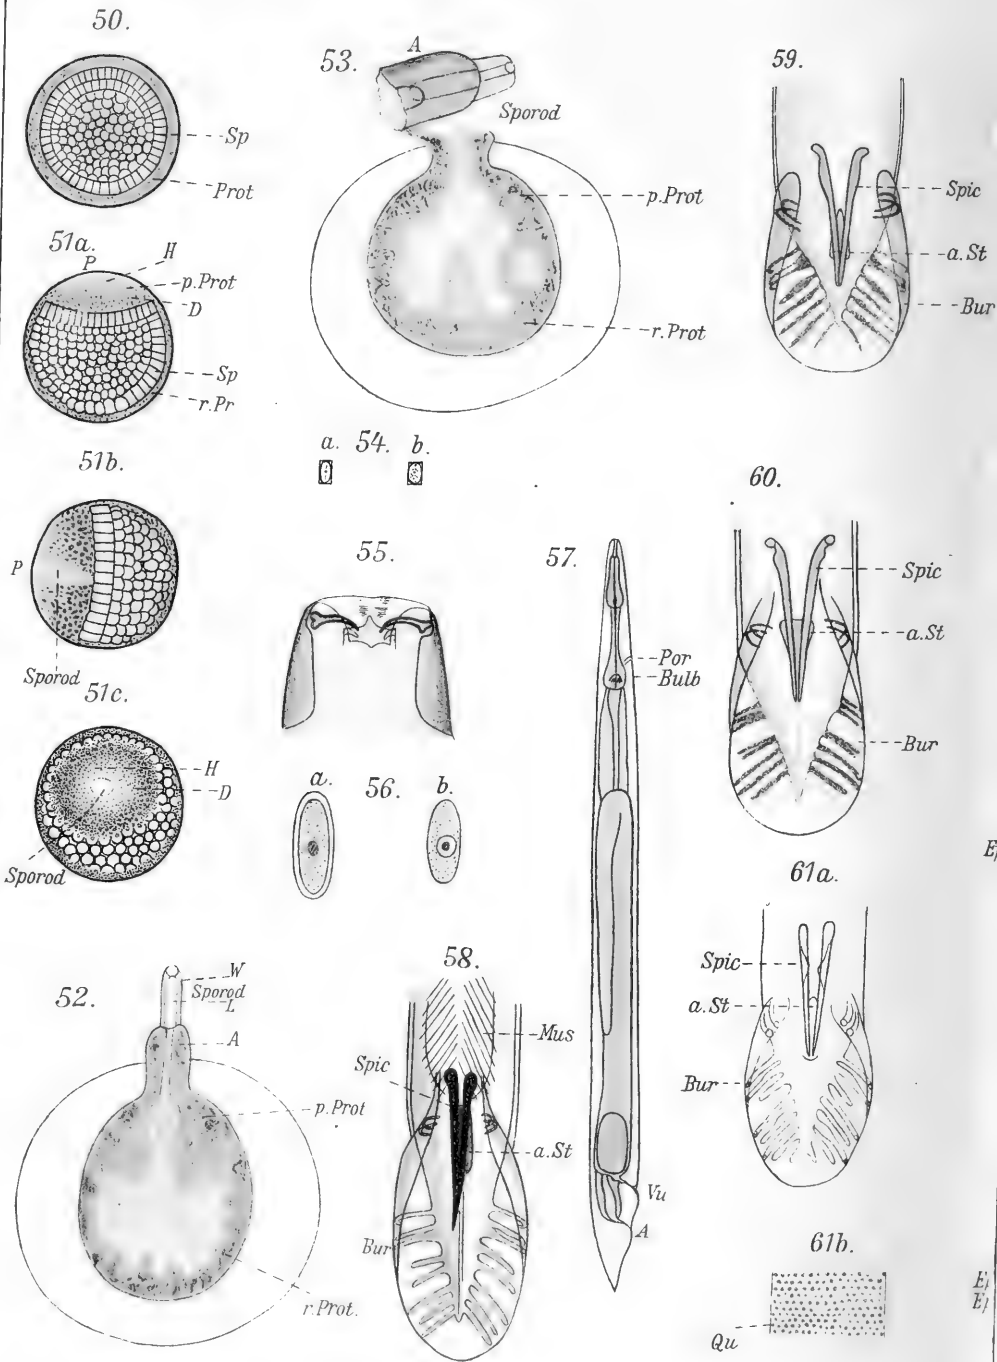 50.
Sp
Prot
51a.
P
H
p.Prot
D
Sp
r.Pr
51b.
P
Sporod
51c.
H
D
Sporod
52.
W
Sporod
L
A
p.Prot
r.Prot.
53.
A
Sporod
p.Prot
r.Prot
a. 54. b.
55.
a. 56. b.
57.
Por
Bulb
Vu
A
58.
Mus
Spic
a.St
Bur
59.
Spic
a.St
Bur
60.
Spic
a.St
Bur
61a.
Spic
a.St
Bur
61b.
Qu